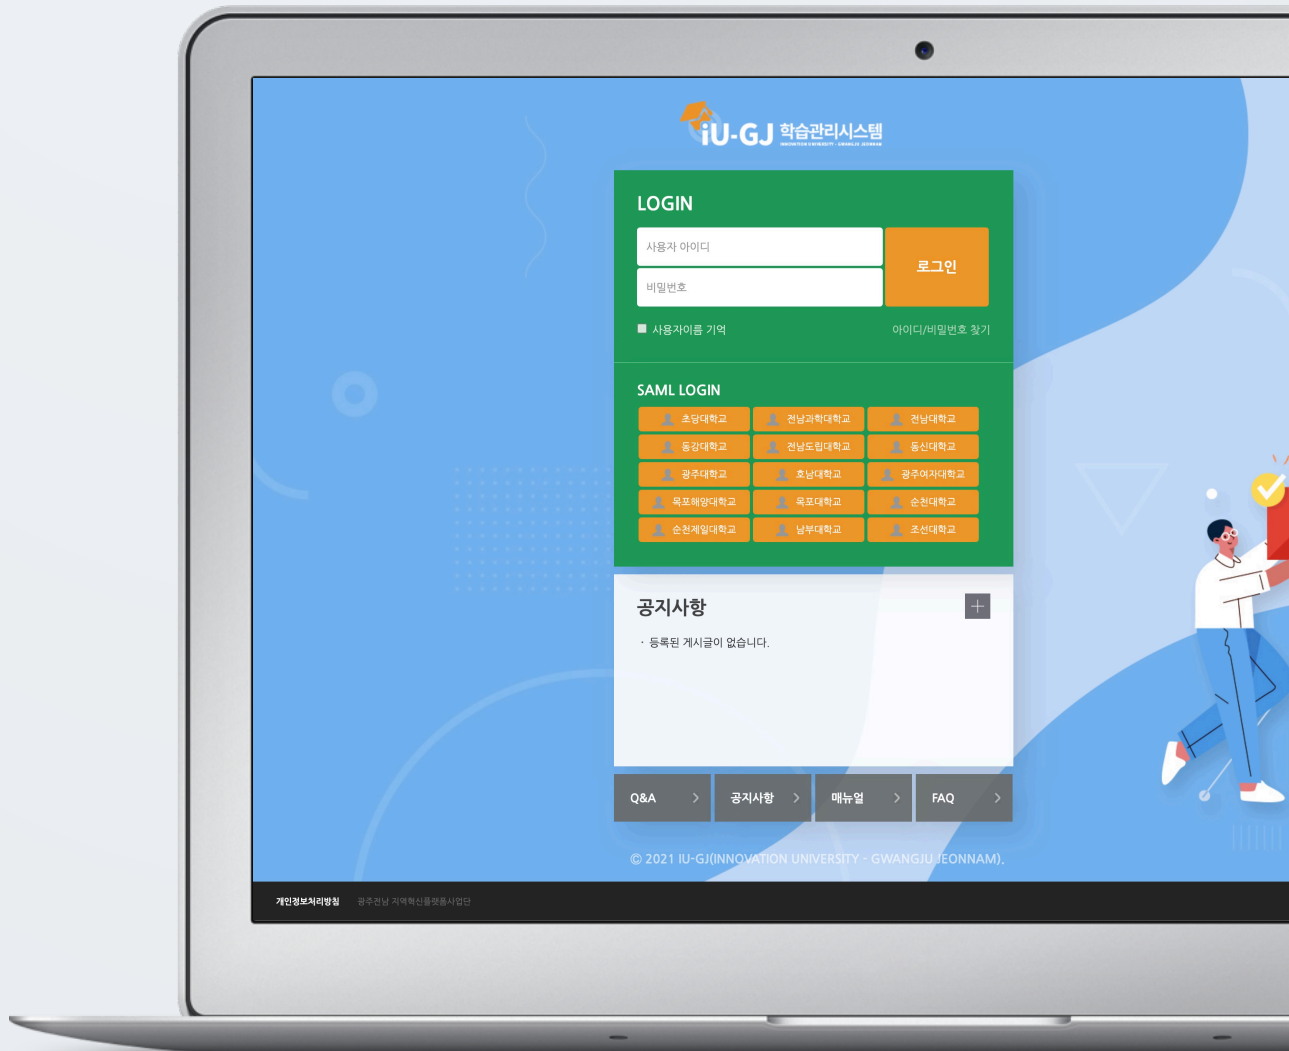 iU-GJ 학습관리시스템
INNOVATION UNIVERSITY - GWANGJU JEONNAM
LOGIN
사용자 아이디
로그인
비밀번호
사용자이름 기억
아이디/비밀번호 찾기
SAML LOGIN
초당대학교 전남과학대학교 전남대학교
동강대학교 전남도립대학교 동신대학교
광주대학교 호남대학교 광주여자대학교
목포해양대학교 목포대학교 순천대학교
순천제일대학교 남부대학교 조선대학교
공지사항
· 등록된 게시글이 없습니다.
Q&A 공지사항 매뉴얼 FAQ
© 2021 IU-GJ(INNOVATION UNIVERSITY - GWANGJU JEONNAM).
개인정보처리방침 광주전남 지역혁신플랫폼사업단